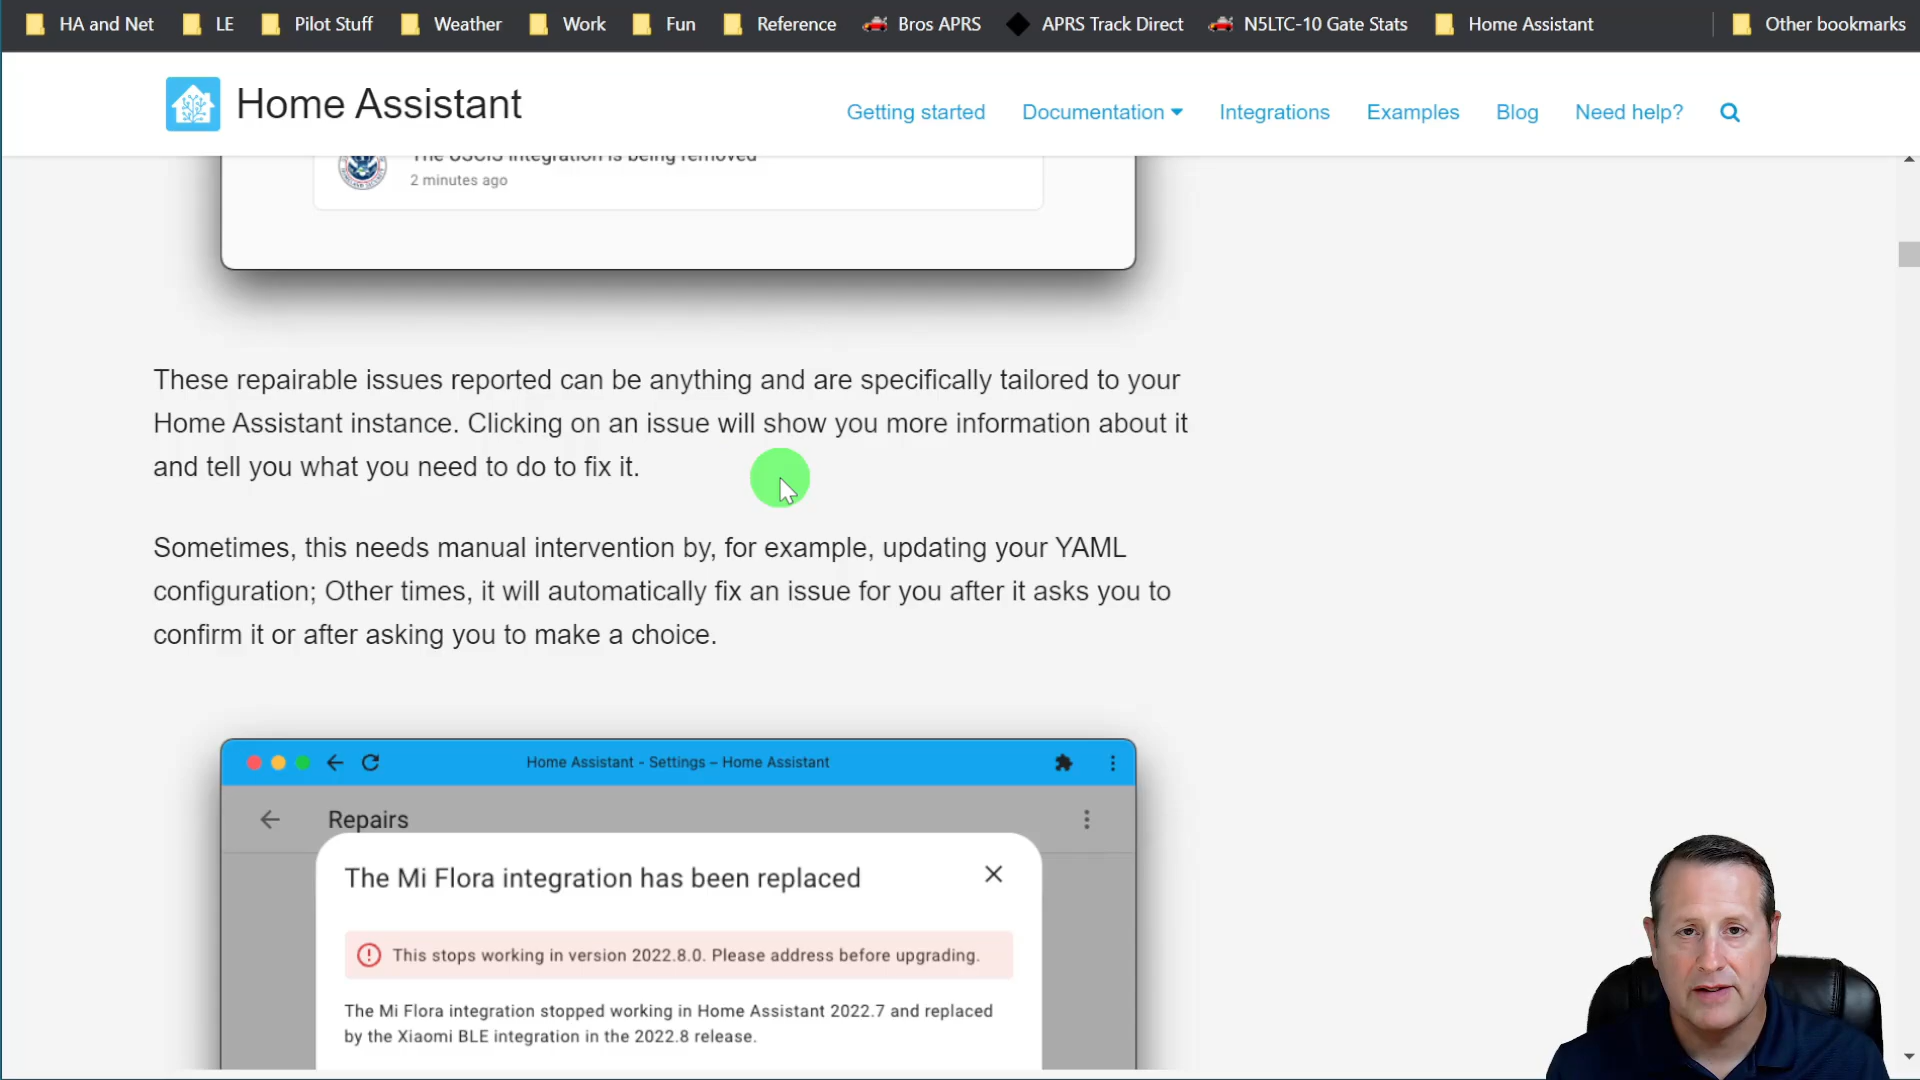 HA and Net LE Pilot Stuff Weather Work Fun Reference Bros APRS APRS Track Direct N5LTC-10 Gate Stats Home Assistant Other bookmarks
Home Assistant
Getting started Documentation Integrations Examples Blog Need help?
The USCIS integration is being removed
2 minutes ago
These repairable issues reported can be anything and are specifically tailored to your
Home Assistant instance. Clicking on an issue will show you more information about it
and tell you what you need to do to fix it.
Sometimes, this needs manual intervention by, for example, updating your YAML
configuration; Other times, it will automatically fix an issue for you after it asks you to
confirm it or after asking you to make a choice.
Home Assistant - Settings – Home Assistant
Repairs
The Mi Flora integration has been replaced
This stops working in version 2022.8.0. Please address before upgrading.
The Mi Flora integration stopped working in Home Assistant 2022.7 and replaced
by the Xiaomi BLE integration in the 2022.8 release.